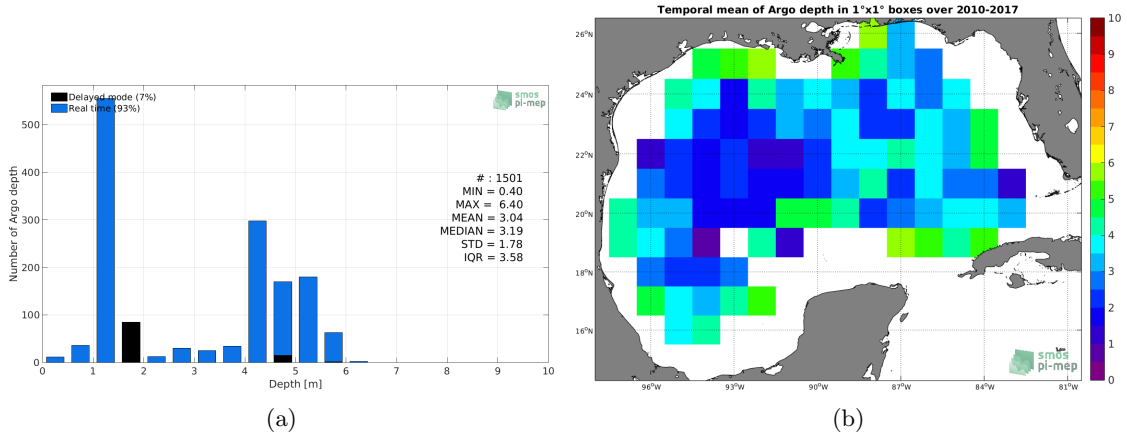 Delayed mode (7%)
Real time (93%)
smos
pi-mep
Number of Argo depth
500
400
300
200
100
0
# : 1501
MIN = 0.40
MAX = 6.40
MEAN = 3.04
MEDIAN = 3.19
STD = 1.78
IQR = 3.58
0 1 2 3 4 5 6 7 8 9 10
Depth [m]
(a)
Temporal mean of Argo depth in 1°x1° boxes over 2010-2017
26°N
24°N
22°N
20°N
18°N
16°N
96°W 93°W 90°W 87°W 84°W 81°W
smos
pi-mep
10
9
8
7
6
5
4
3
2
1
0
(b)